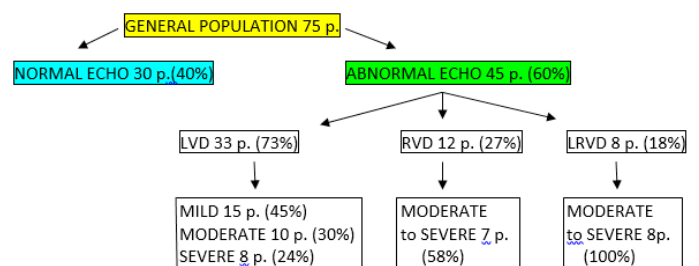 GENERAL POPULATION 75 p.
NORMAL ECHO 30 p.(40%)
ABNORMAL ECHO 45 p. (60%)
LVD 33 p. (73%)
RVD 12 p. (27%)
LRVD 8 p. (18%)
MILD 15 p. (45%)
MODERATE 10 p. (30%)
SEVERE 8 p. (24%)
MODERATE
to SEVERE 7 p.
(58%)
MODERATE
to SEVERE 8p.
(100%)